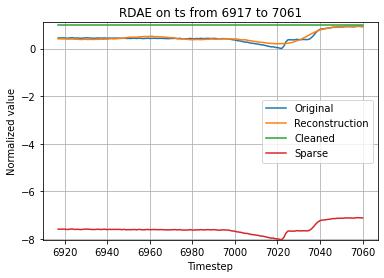 RDAE on ts from 6917 to 7061
Normalized value
0
−2
−4
−6
−8
Original
Reconstruction
Cleaned
Sparse
6920 6940 6960 6980 7000 7020 7040 7060
Timestep